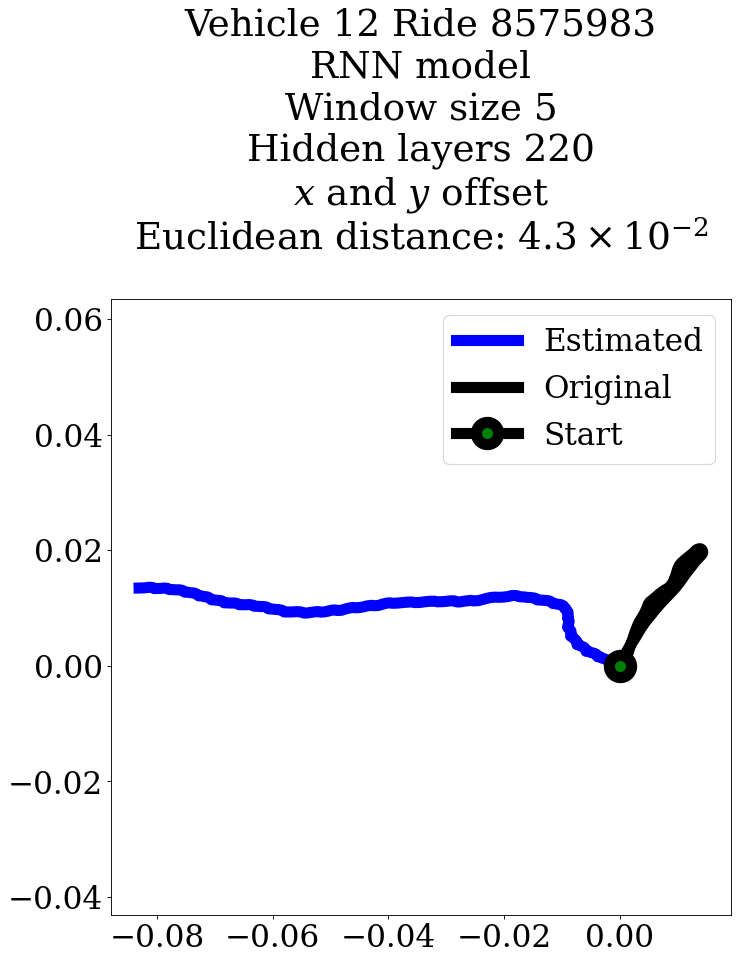 Vehicle 12 Ride 8575983
RNN model
Window size 5
Hidden layers 220
x and y offset
Euclidean distance: 4.3 × 10⁻²
0.06
0.04
0.02
0.00
−0.02
−0.04
Estimated
Original
Start
−0.08 −0.06 −0.04 −0.02 0.00